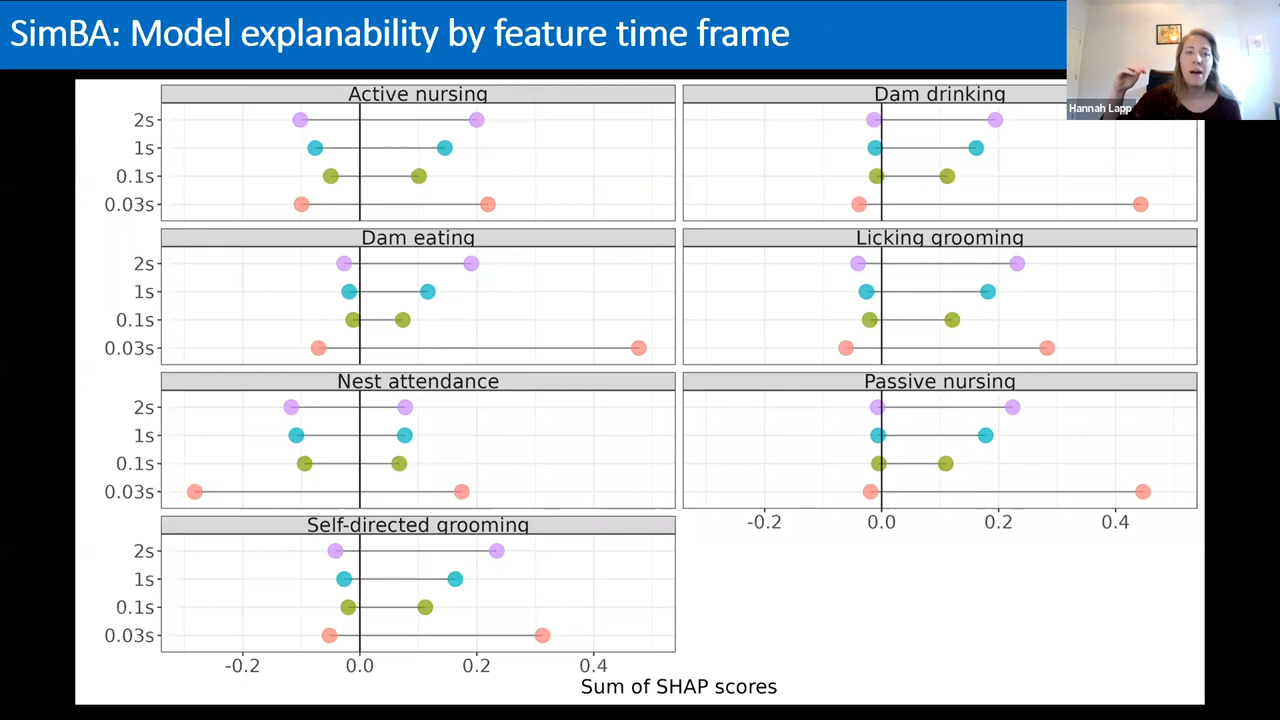 SimBA: Model explanability by feature time frame
Hannah Lapp
Active nursing
2s
1s
0.1s
0.03s
Dam drinking
Dam eating
2s
1s
0.1s
0.03s
Licking grooming
Nest attendance
2s
1s
0.1s
0.03s
Passive nursing
-0.2 0.0 0.2 0.4
Self-directed grooming
2s
1s
0.1s
0.03s
-0.2 0.0 0.2 0.4
Sum of SHAP scores